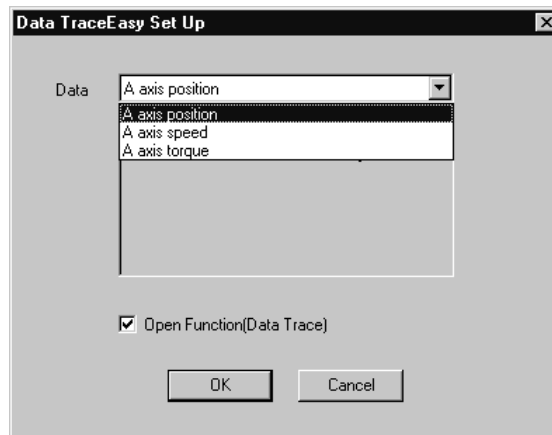 Data TraceEasy Set Up
Data
A axis position
A axis position
A axis speed
A axis torque
Open Function(Data Trace)
OK
Cancel